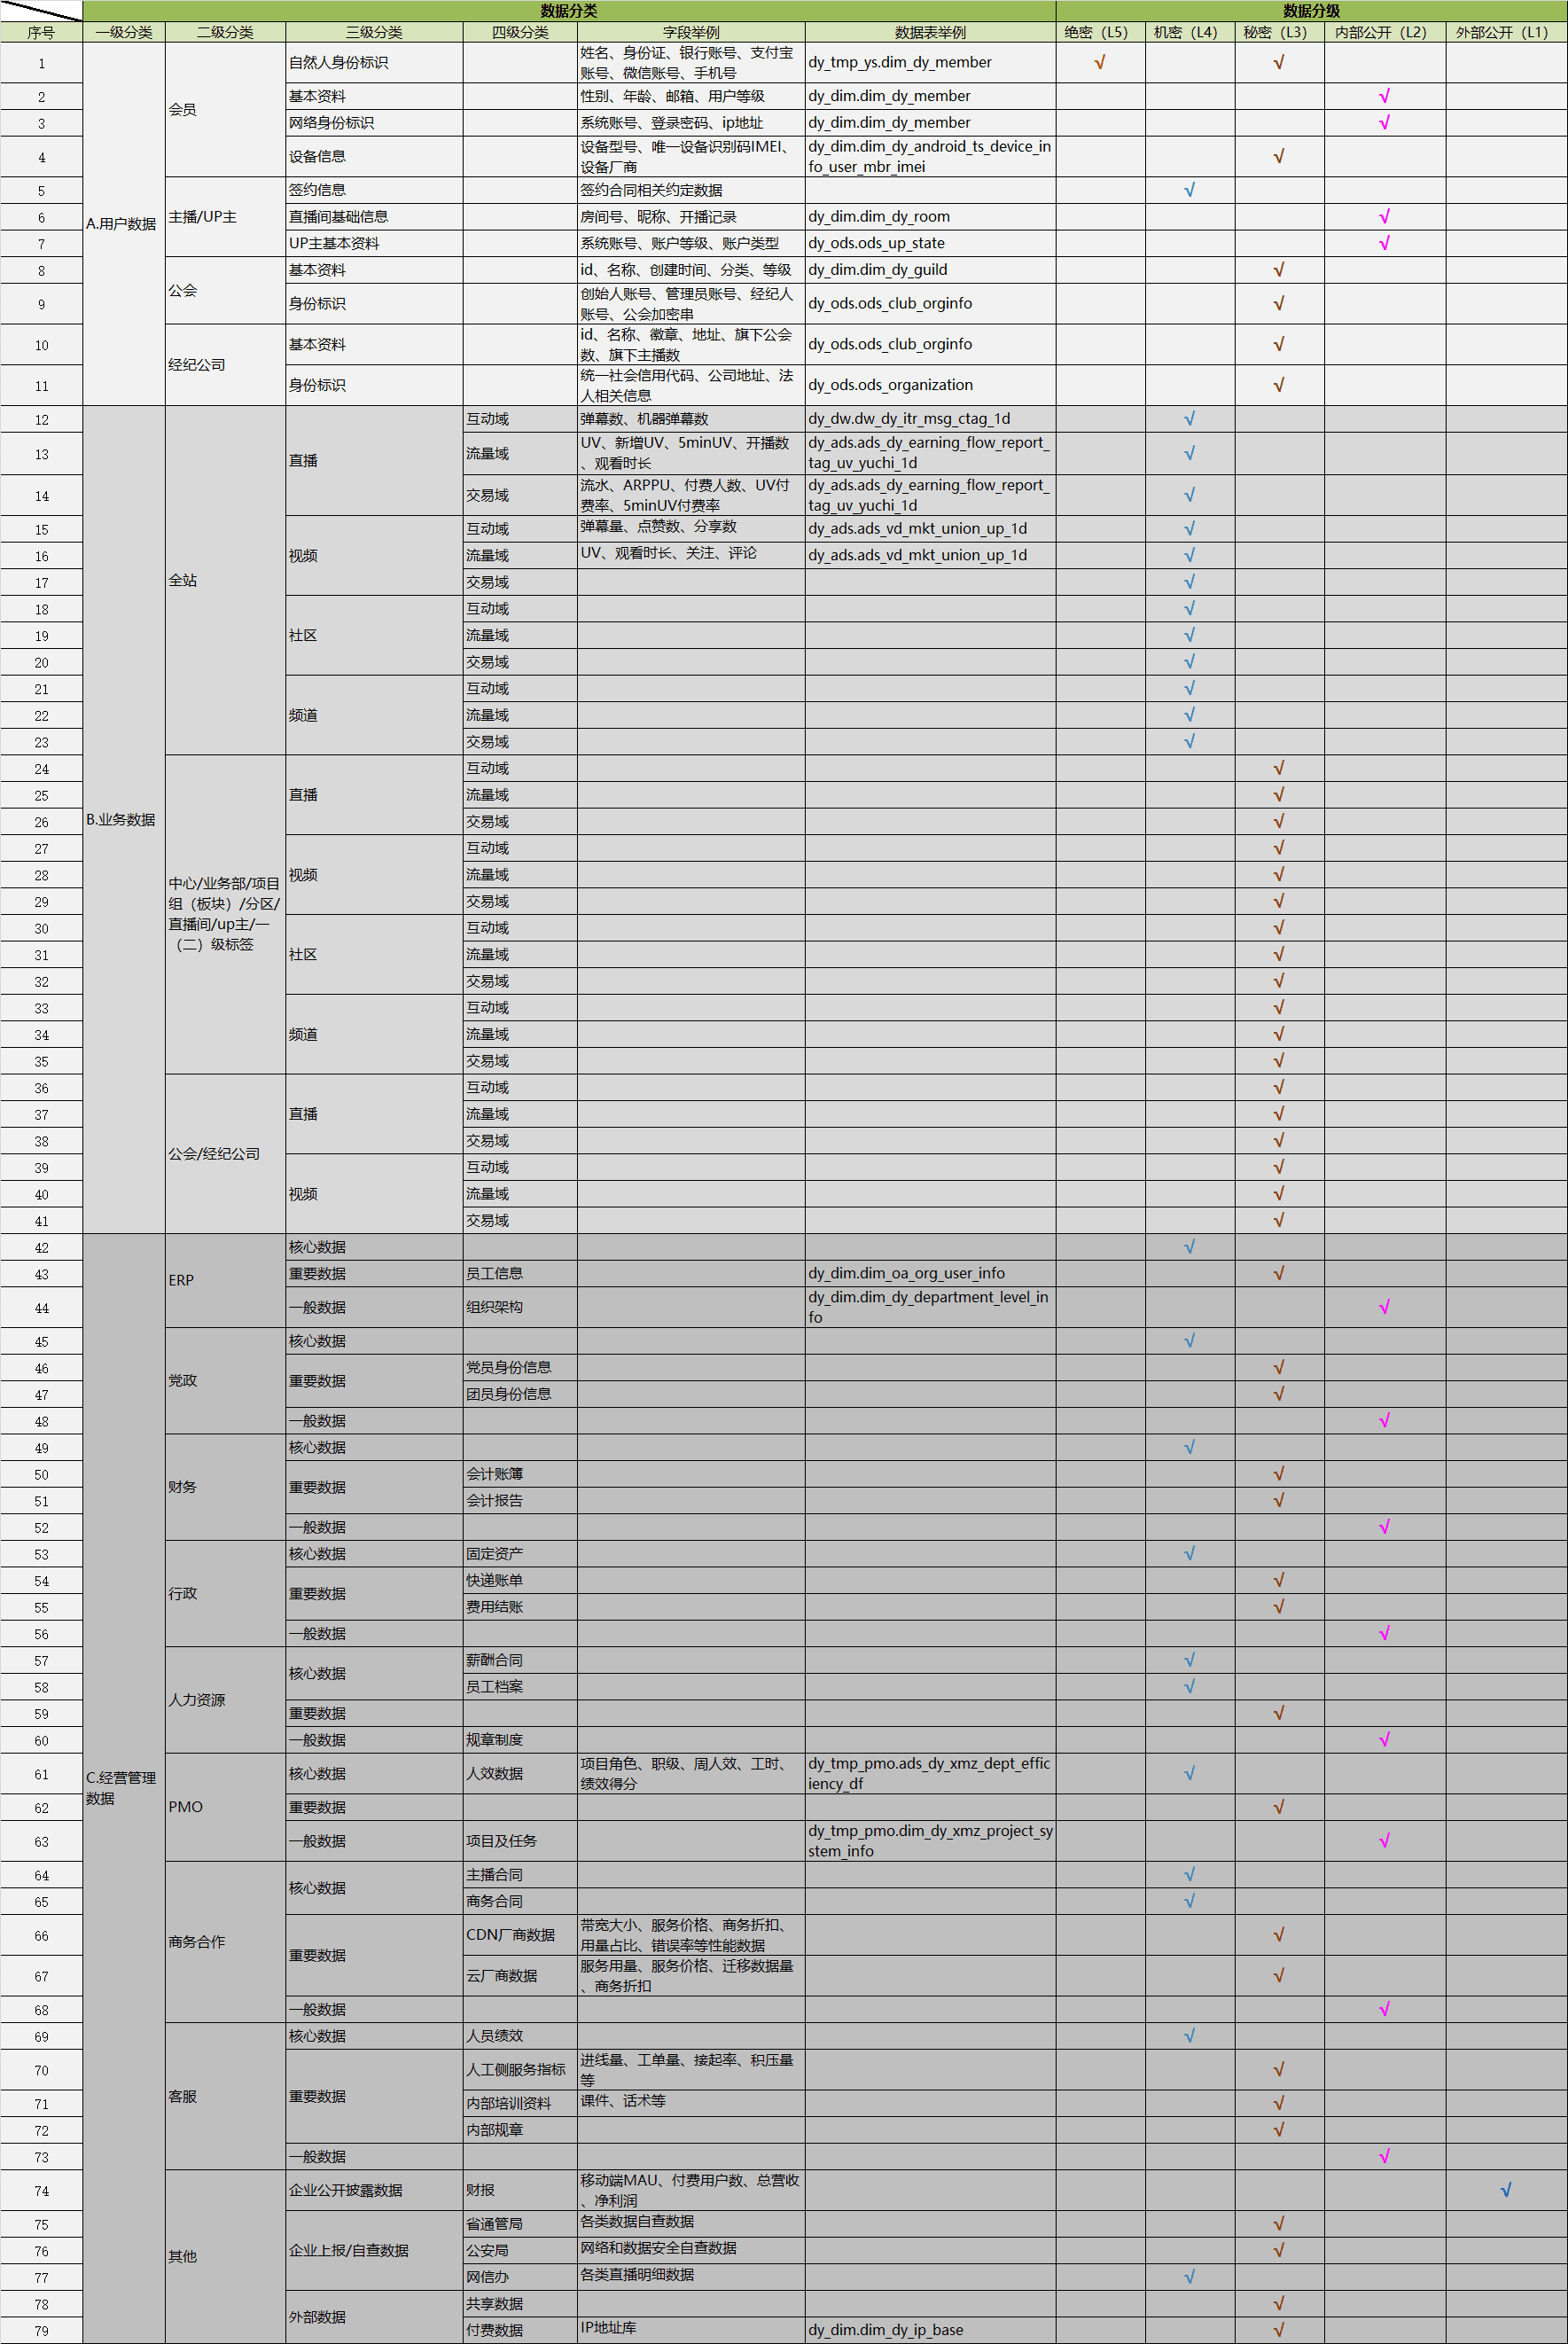 数据分类 数据分级
序号 一级分类 二级分类 三级分类 四级分类 字段举例 数据表举例 绝密（L5） 机密（L4） 秘密（L3） 内部公开（L2） 外部公开（L1）
1 A.用户数据 会员 自然人身份标识 姓名、身份证、银行账号、支付宝
账号、微信账号、手机号 dy_tmp_ys.dim_dy_member √ √
2 基本资料 性别、年龄、邮箱、用户等级 dy_dim.dim_dy_member √
3 网络身份标识 系统账号、登录密码、ip地址 dy_dim.dim_dy_member √
4 设备信息 设备型号、唯一设备识别码IMEI、
设备厂商 dy_dim.dim_dy_android_ts_device_in
fo_user_mbr_imei √
5 主播/UP主 签约信息 签约合同相关约定数据 √
6 直播间基础信息 房间号、昵称、开播记录 dy_dim.dim_dy_room √
7 UP主基本资料 系统账号、账户等级、账户类型 dy_ods.ods_up_state √
8 公会 基本资料 id、名称、创建时间、分类、等级 dy_dim.dim_dy_guild √
9 身份标识 创始人账号、管理员账号、经纪人
账号、公会加密串 dy_ods.ods_club_orginfo √
10 经纪公司 基本资料 id、名称、徽章、地址、旗下公会
数、旗下主播数 dy_ods.ods_club_orginfo √
11 身份标识 统一社会信用代码、公司地址、法
人相关信息 dy_ods.ods_organization √
12 B.业务数据 全站 直播 互动域 弹幕数、机器弹幕数 dy_dw.dw_dy_itr_msg_ctag_1d √
13 流量域 UV、新增UV、5minUV、开播数
、观看时长 dy_ads.ads_dy_earning_flow_report_
tag_uv_yuchi_1d √
14 交易域 流水、ARPPU、付费人数、UV付
费率、5minUV付费率 dy_ads.ads_dy_earning_flow_report_
tag_uv_yuchi_1d √
15 视频 互动域 弹幕量、点赞数、分享数 dy_ads.ads_vd_mkt_union_up_1d √
16 流量域 UV、观看时长、关注、评论 dy_ads.ads_vd_mkt_union_up_1d √
17 交易域 √
18 社区 互动域 √
19 流量域 √
20 交易域 √
21 频道 互动域 √
22 流量域 √
23 交易域 √
24 中心/业务部/项目
组（板块）/分区/
直播间/up主/一
（二）级标签 直播 互动域 √
25 流量域 √
26 交易域 √
27 视频 互动域 √
28 流量域 √
29 交易域 √
30 社区 互动域 √
31 流量域 √
32 交易域 √
33 频道 互动域 √
34 流量域 √
35 交易域 √
36 公会/经纪公司 直播 互动域 √
37 流量域 √
38 交易域 √
39 视频 互动域 √
40 流量域 √
41 交易域 √
42 C.经营管理
数据 ERP 核心数据 √
43 重要数据 员工信息 dy_dim.dim_oa_org_user_info √
44 一般数据 组织架构 dy_dim.dim_dy_department_level_in
fo √
45 党政 核心数据 √
46 重要数据 党员身份信息 √
47 团员身份信息 √
48 一般数据 √
49 财务 核心数据 √
50 重要数据 会计账簿 √
51 会计报告 √
52 一般数据 √
53 行政 核心数据 固定资产 √
54 重要数据 快递账单 √
55 费用结账 √
56 一般数据 √
57 人力资源 核心数据 薪酬合同 √
58 员工档案 √
59 重要数据 √
60 一般数据 规章制度 √
61 PMO 核心数据 人效数据 项目角色、职级、周人效、工时、
绩效得分 dy_tmp_pmo.ads_dy_xmz_dept_effic
iency_df √
62 重要数据 √
63 一般数据 项目及任务 dy_tmp_pmo.dim_dy_xmz_project_sy
stem_info √
64 商务合作 核心数据 主播合同 √
65 商务合同 √
66 重要数据 CDN厂商数据 带宽大小、服务价格、商务折扣、
用量占比、错误率等性能数据 √
67 云厂商数据 服务用量、服务价格、迁移数据量
、商务折扣 √
68 一般数据 √
69 客服 核心数据 人员绩效 √
70 重要数据 人工侧服务指标 进线量、工单量、接起率、积压量
等 √
71 内部培训资料 课件、话术等 √
72 内部规章 √
73 一般数据 √
74 其他 企业公开披露数据 财报 移动端MAU、付费用户数、总营收
、净利润 √
75 企业上报/自查数据 省通管局 各类数据自查数据 √
76 公安局 网络和数据安全自查数据 √
77 网信办 各类直播明细数据 √
78 外部数据 共享数据 √
79 付费数据 IP地址库 dy_dim.dim_dy_ip_base √